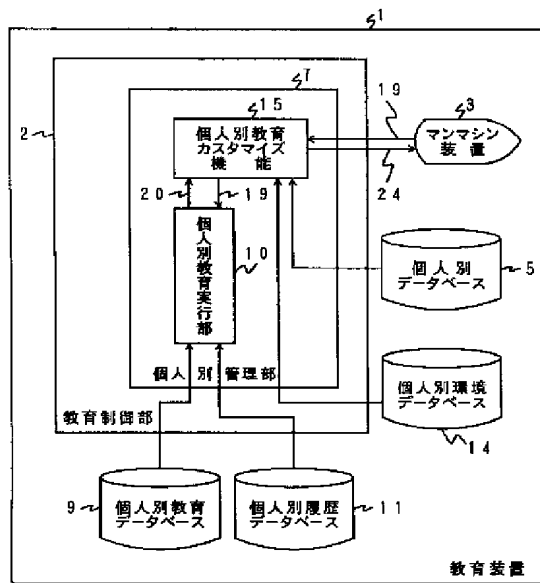 1
7
2
15
個人別教育
カスタマイズ
機能
19
3
マンマシン
装置
24
20
19
個人別教育実行部
10
個人別
データベース
5
個人別管理部
個人別環境
データベース
14
教育制御部
9
個人別教育
データベース
個人別履歴
データベース
11
教育装置